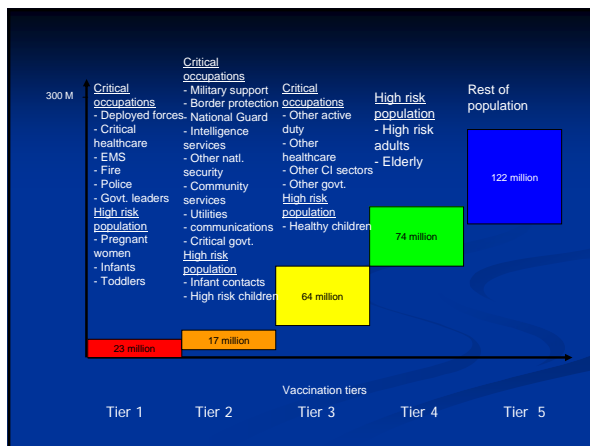 300 M
Critical
occupations
- Deployed forces
- Critical
healthcare
- EMS
- Fire
- Police
- Govt. leaders
High risk
population
- Pregnant
women
- Infants
- Toddlers
Critical
occupations
- Military support
- Border protection
- National Guard
- Intelligence
services
- Other natl.
security
- Community
services
- Utilities
- communications
- Critical govt.
High risk
population
- Infant contacts
- High risk children
Critical
occupations
- Other active
duty
- Other
healthcare
- Other CI sectors
- Other govt.
High risk
population
- Healthy children
High risk
population
- High risk
adults
- Elderly
Rest of
population
23 million
17 million
64 million
74 million
122 million
Vaccination tiers
Tier 1
Tier 2
Tier 3
Tier 4
Tier 5